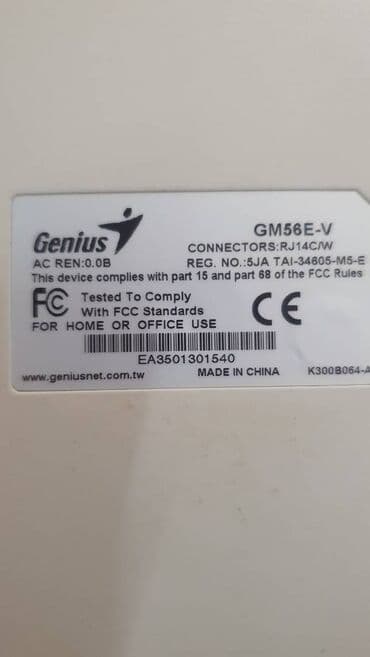 Genius
GM56E-V
CONNECTORS:RJ14C/W
AC REN:0.0B
REG. NO.:5JA TAI-34605-M5-E
This device complies with part 15 and part 68 of the FCC Rules
FC Tested To Comply
With FCC Standards
CE
FOR HOME OR OFFICE USE
EA3501301540
www.geniusnet.com.tw
MADE IN CHINA
K300B064-A